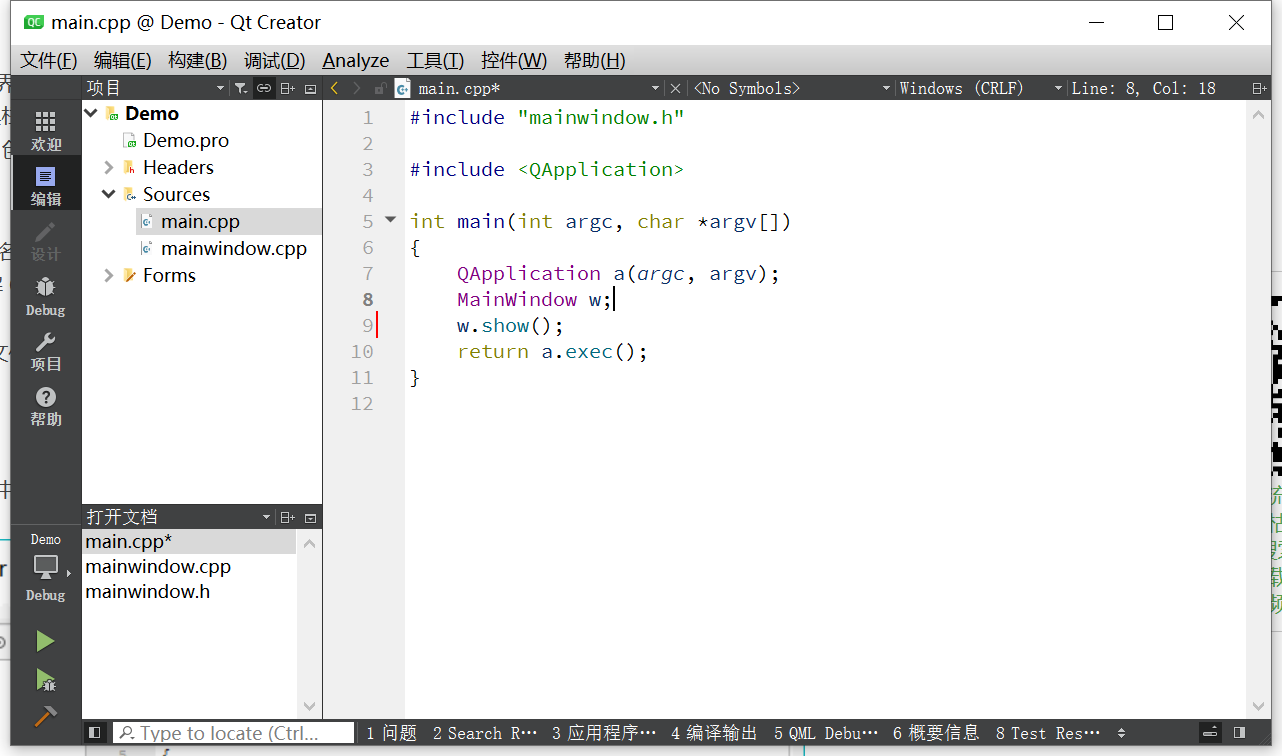 main.cpp @ Demo - Qt Creator
文件(F) 编辑(E) 构建(B) 调试(D) Analyze 工具(T) 控件(W) 帮助(H)
项目
main.cpp*
<No Symbols>
Windows (CRLF)
Line: 8, Col: 18
欢迎
编辑
设计
Debug
项目
帮助
Demo
Debug
Demo
Demo.pro
Headers
Sources
main.cpp
mainwindow.cpp
Forms
打开文档
main.cpp*
mainwindow.cpp
mainwindow.h
1 #include "mainwindow.h"
2
3 #include <QApplication>
4
5 int main(int argc, char *argv[])
6 {
7 QApplication a(argc, argv);
8 MainWindow w;
9 w.show();
10 return a.exec();
11 }
12
Type to locate (Ctrl...
1 问题 2 Search R··· 3 应用程序··· 4 编译输出 5 QML Debu··· 6 概要信息 8 Test Res···